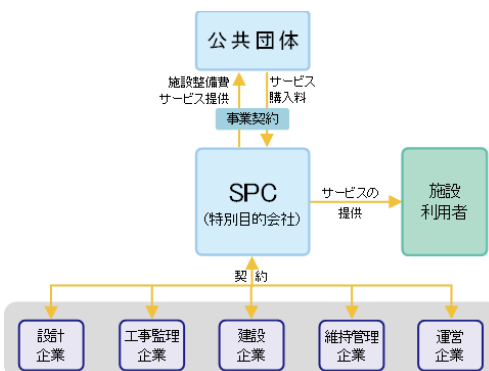 公共団体
施設整備費
サービス提供
サービス
購入料
事業契約
SPC
(特別目的会社)
サービスの
提供
施設
利用者
契約
設計
企業
工事監理
企業
建設
企業
維持管理
企業
運営
企業